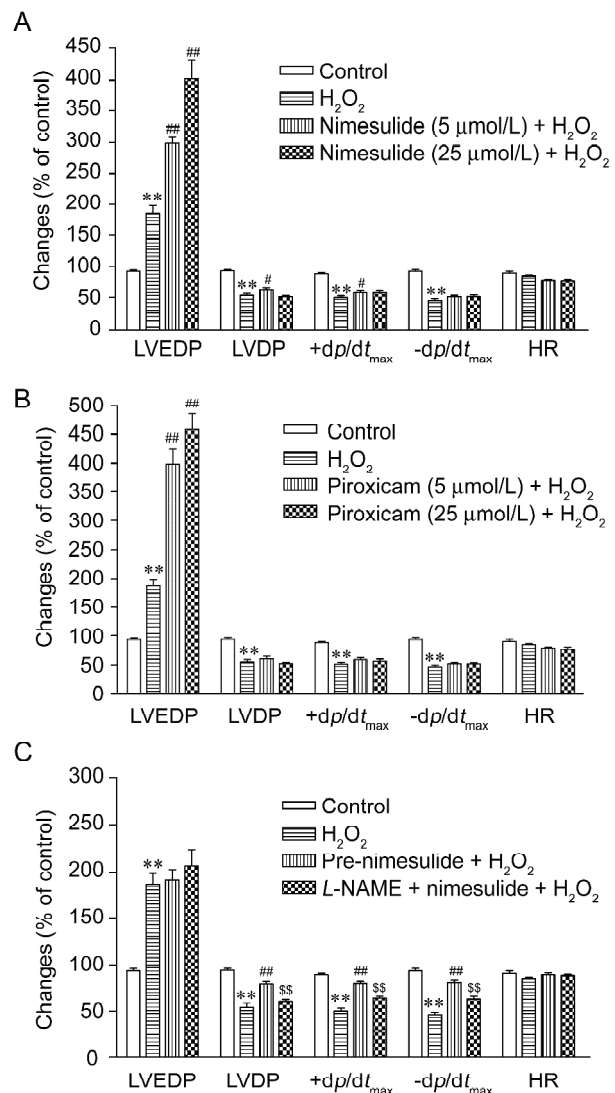 A
Changes (% of control)
450
400
350
300
250
200
150
100
50
0
Control
H₂O₂
Nimesulide (5 μmol/L) + H₂O₂
Nimesulide (25 μmol/L) + H₂O₂
** ## ##
** #
** #
**
LVEDP LVDP +dp/dtmax -dp/dtmax HR
B
Changes (% of control)
500
450
400
350
300
250
200
150
100
50
0
Control
H₂O₂
Piroxicam (5 μmol/L) + H₂O₂
Piroxicam (25 μmol/L) + H₂O₂
** ## ##
**
**
**
LVEDP LVDP +dp/dtmax -dp/dtmax HR
C
Changes (% of control)
300
250
200
150
100
50
0
Control
H₂O₂
Pre-nimesulide + H₂O₂
L-NAME + nimesulide + H₂O₂
**
** ## $$
** ## $$
** ## $$
LVEDP LVDP +dp/dtmax -dp/dtmax HR